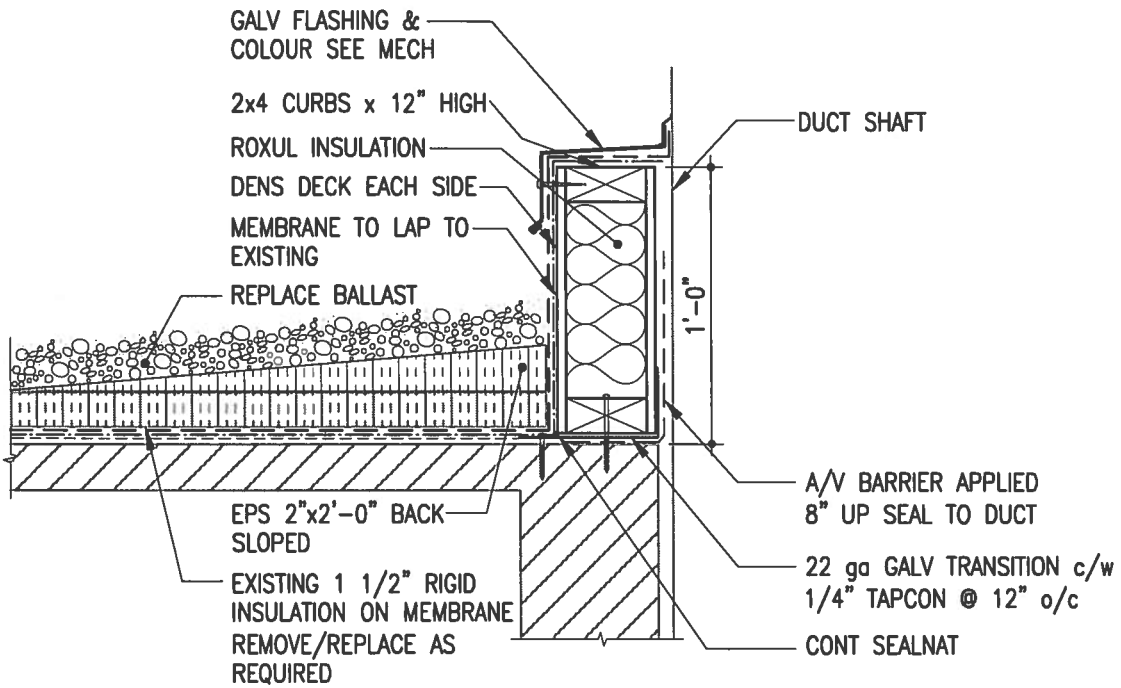 GALV FLASHING &
COLOUR SEE MECH
2x4 CURBS x 12" HIGH
ROXUL INSULATION
DENS DECK EACH SIDE
MEMBRANE TO LAP TO
EXISTING
REPLACE BALLAST
EPS 2"x2'-0" BACK
SLOPED
EXISTING 1 1/2" RIGID
INSULATION ON MEMBRANE
REMOVE/REPLACE AS
REQUIRED
DUCT SHAFT
1'-0"
A/V BARRIER APPLIED
8" UP SEAL TO DUCT
22 ga GALV TRANSITION c/w
1/4" TAPCON @ 12" o/c
CONT SEALNAT